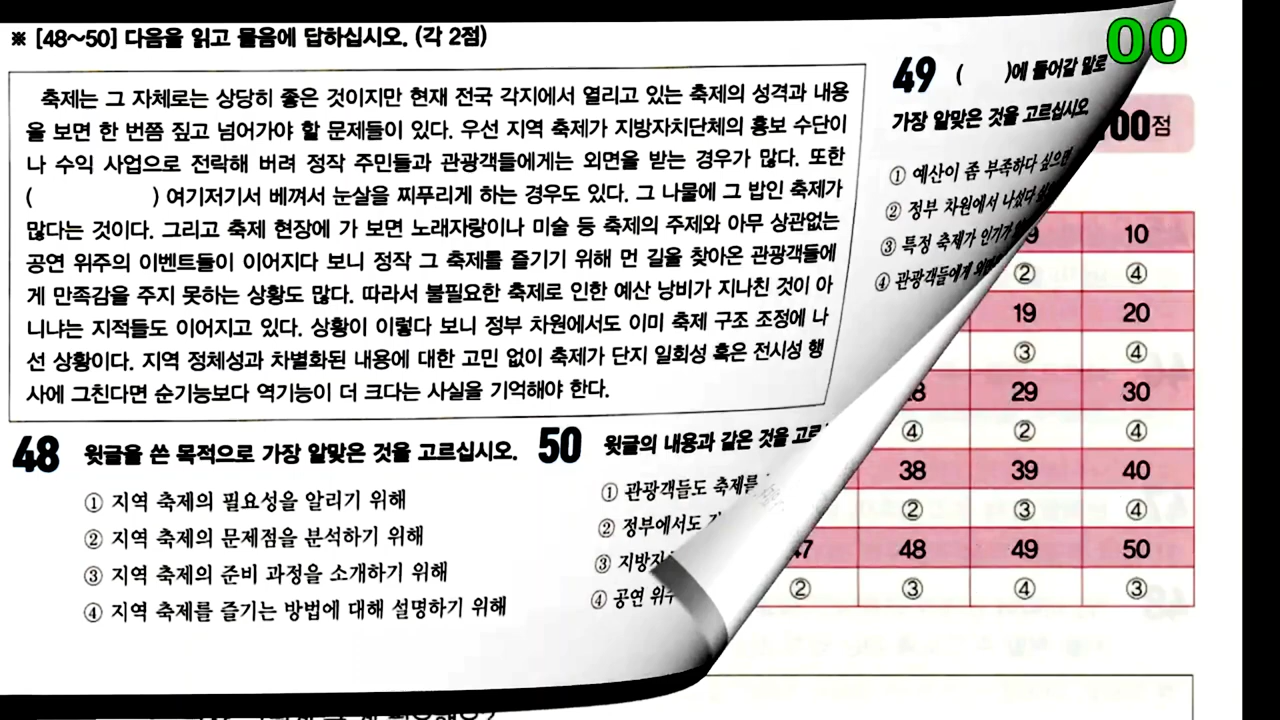 ※ [48~50] 다음을 읽고 물음에 답하십시오. (각 2점)
축제는 그 자체로는 상당히 좋은 것이지만 현재 전국 각지에서 열리고 있는 축제의 성격과 내용
을 보면 한 번쯤 짚고 넘어가야 할 문제들이 있다. 우선 지역 축제가 지방자치단체의 홍보 수단이
나 수익 사업으로 전락해 버려 정작 주민들과 관광객들에게는 외면을 받는 경우가 많다. 또한
( ) 여기저기서 베껴서 눈살을 찌푸리게 하는 경우도 있다. 그 나물에 그 밥인 축제가
많다는 것이다. 그리고 축제 현장에 가 보면 노래자랑이나 미술 등 축제의 주제와 아무 상관없는
공연 위주의 이벤트들이 이어지다 보니 정작 그 축제를 즐기기 위해 먼 길을 찾아온 관광객들에
게 만족감을 주지 못하는 상황도 많다. 따라서 불필요한 축제로 인한 예산 낭비가 지나친 것이 아
니냐는 지적들도 이어지고 있다. 상황이 이렇다 보니 정부 차원에서도 이미 축제 구조 조정에 나
선 상황이다. 지역 정체성과 차별화된 내용에 대한 고민 없이 축제가 단지 일회성 혹은 전시성 행
사에 그친다면 순기능보다 역기능이 더 크다는 사실을 기억해야 한다.
48 윗글을 쓴 목적으로 가장 알맞은 것을 고르십시오.
① 지역 축제의 필요성을 알리기 위해
② 지역 축제의 문제점을 분석하기 위해
③ 지역 축제의 준비 과정을 소개하기 위해
④ 지역 축제를 즐기는 방법에 대해 설명하기 위해
49 ( )에 들어갈 말로
가장 알맞은 것을 고르십시오
① 예산이 좀 부족하다 싶으면
② 정부 차원에서 나섰다
③ 특정 축제가 인기가
④ 관광객들에게
50 윗글의 내용과 같은 것을
① 관광객들도 축제를
② 정부에서도
③
④ 공연
00
00점
9 10
② ④
19 20
③ ④
8 29 30
④ ② ④
38 39 40
② ③ ④
47 48 49 50
② ③ ④ ③